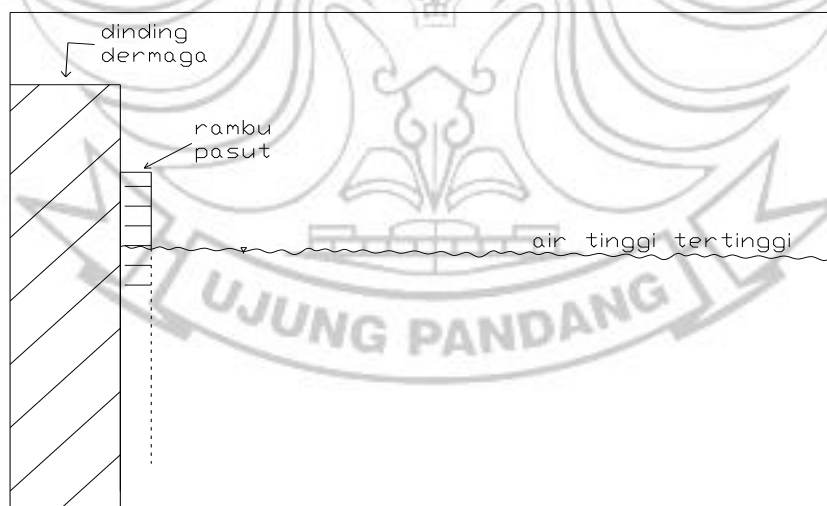 dinding
dermaga
rambu
pasut
air tinggi tertinggi
UJUNG PANDANG